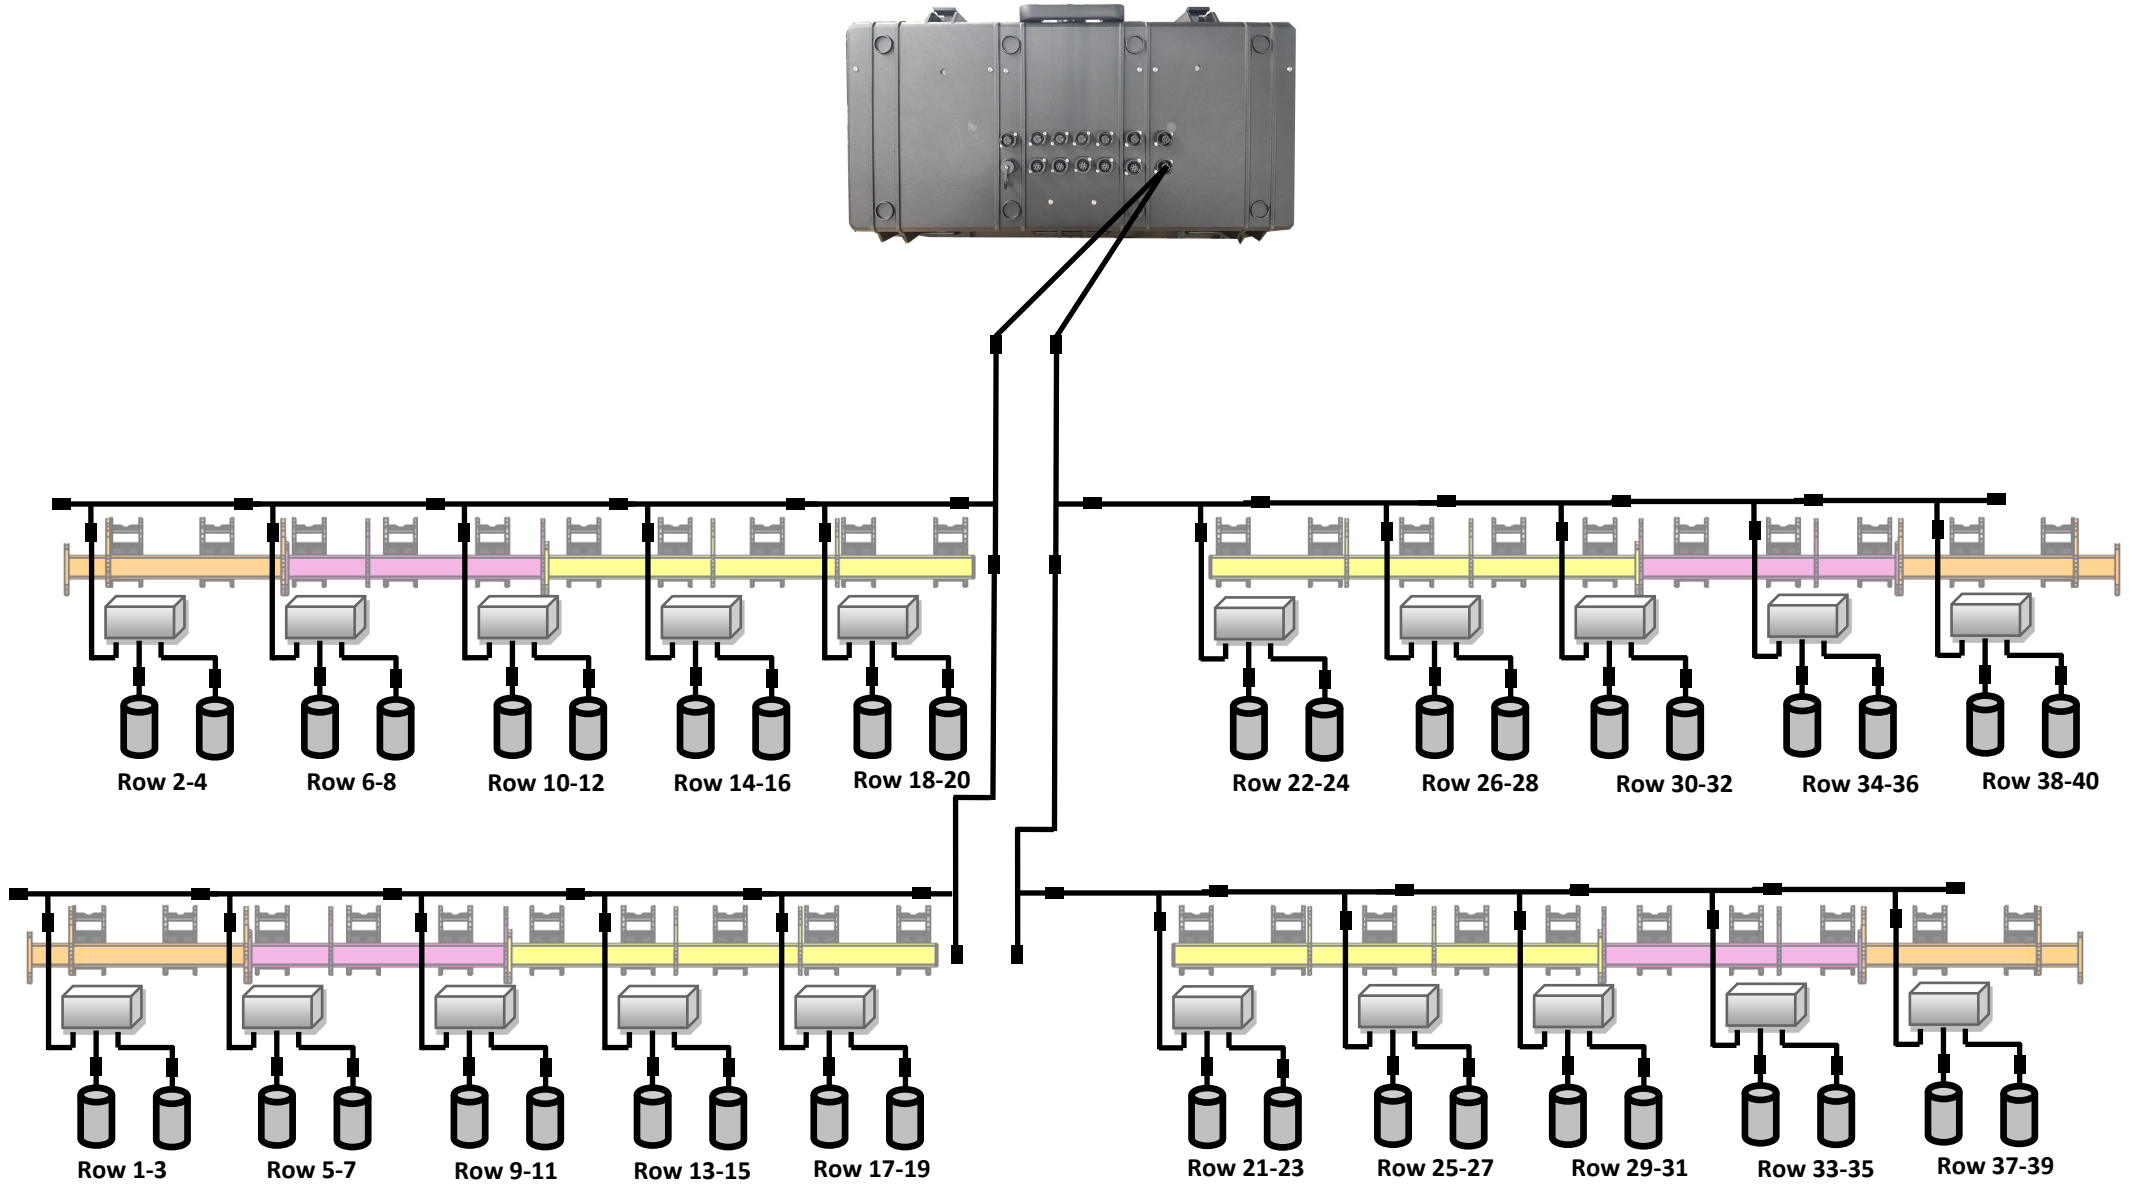 Row 2-4
Row 6-8
Row 10-12
Row 14-16
Row 18-20
Row 22-24
Row 26-28
Row 30-32
Row 34-36
Row 38-40
Row 1-3
Row 5-7
Row 9-11
Row 13-15
Row 17-19
Row 21-23
Row 25-27
Row 29-31
Row 33-35
Row 37-39